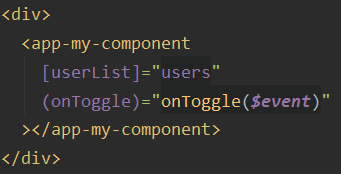 <div>
<app-my-component
[userList]="users"
(onToggle)="onToggle($event)"
></app-my-component>
</div>